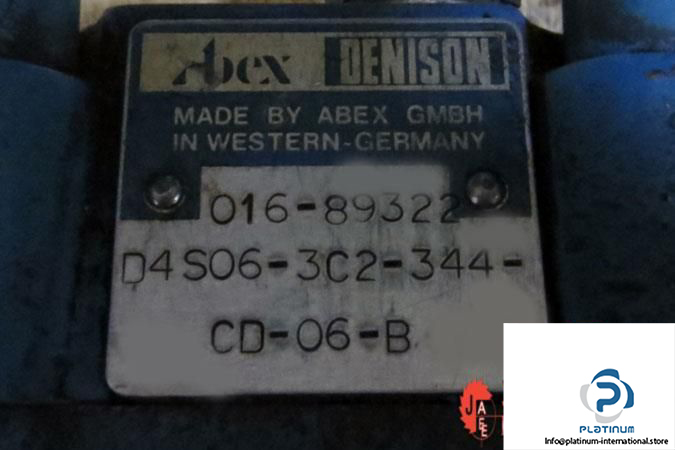 Abex DENISON
MADE BY ABEX GMBH
IN WESTERN-GERMANY
016-89322
D4S06-3C2-344-
CD-06-B
JAEE
PLATINUM
Info@platinum-international.store